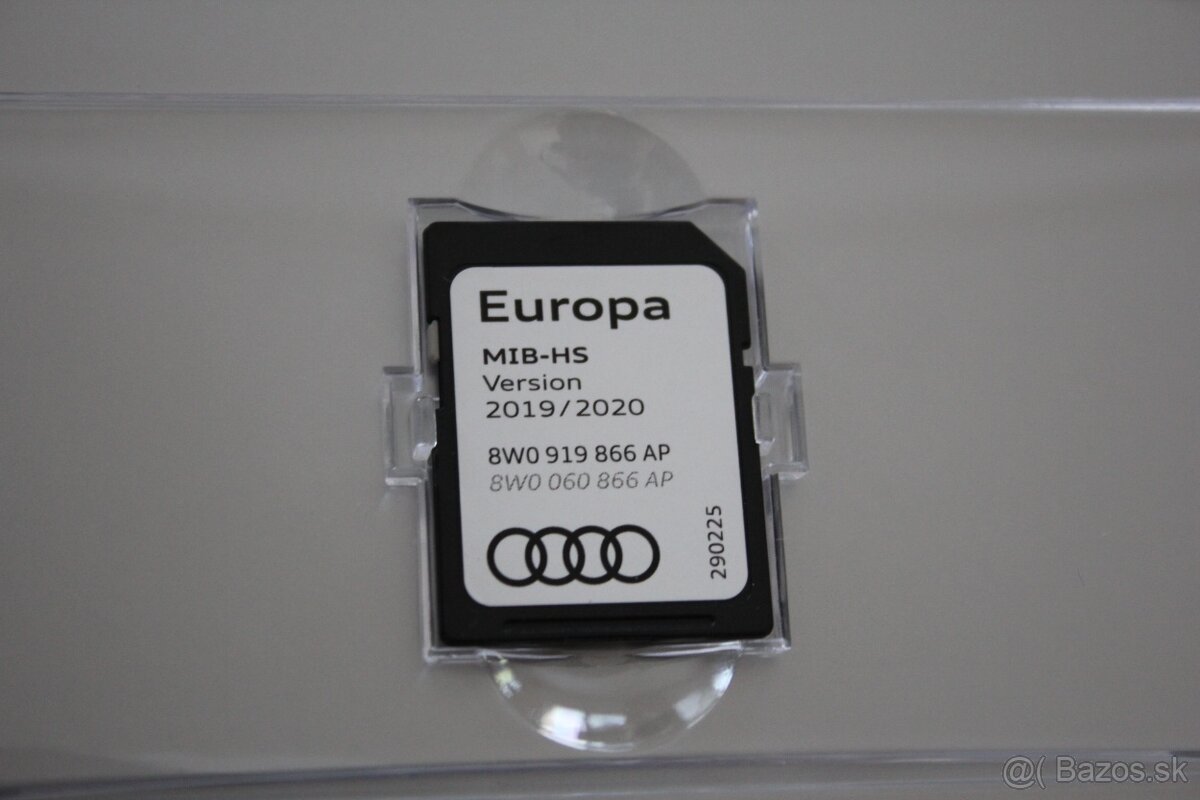 Europa
MIB-HS
Version
2019/2020
8W0 919 866 AP
8W0 060 866 AP
290225
@( Bazos.sk